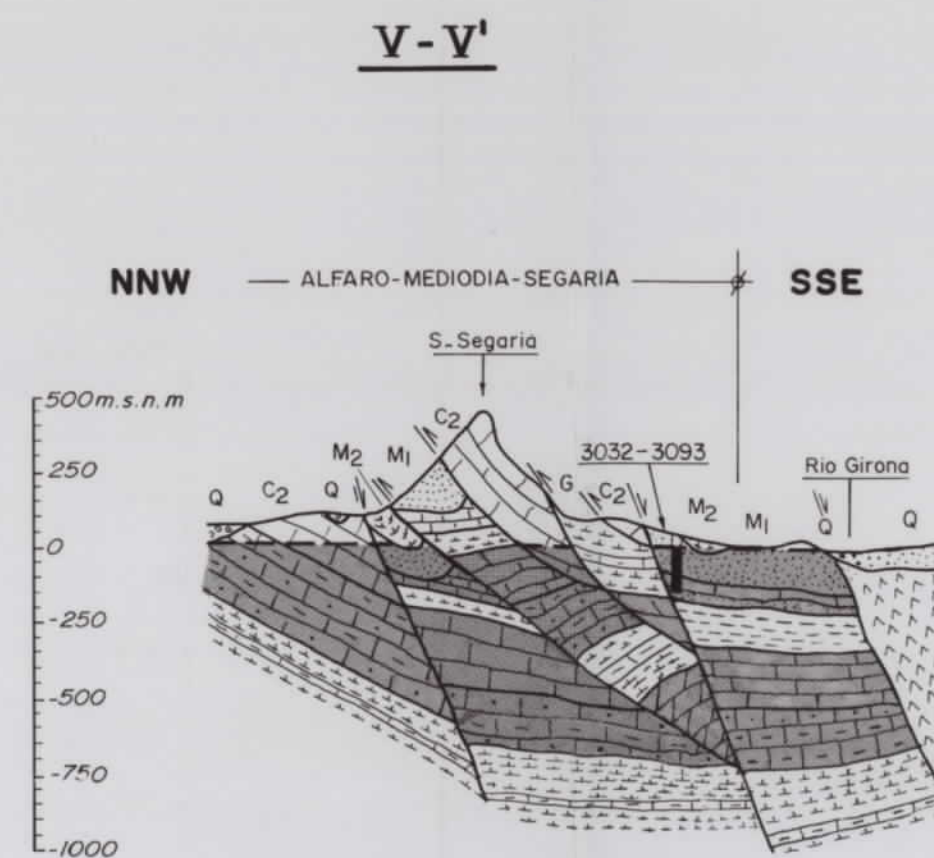 V - V'
NNW ALFARO-MEDIODIA-SEGARIA SSE
S. Segaria
500 m.s.n.m
250
0
-250
-500
-750
-1000
Q C2 Q M2 M1 C2 G C2 3032-3093 M2 M1 Q Rio Girona Q